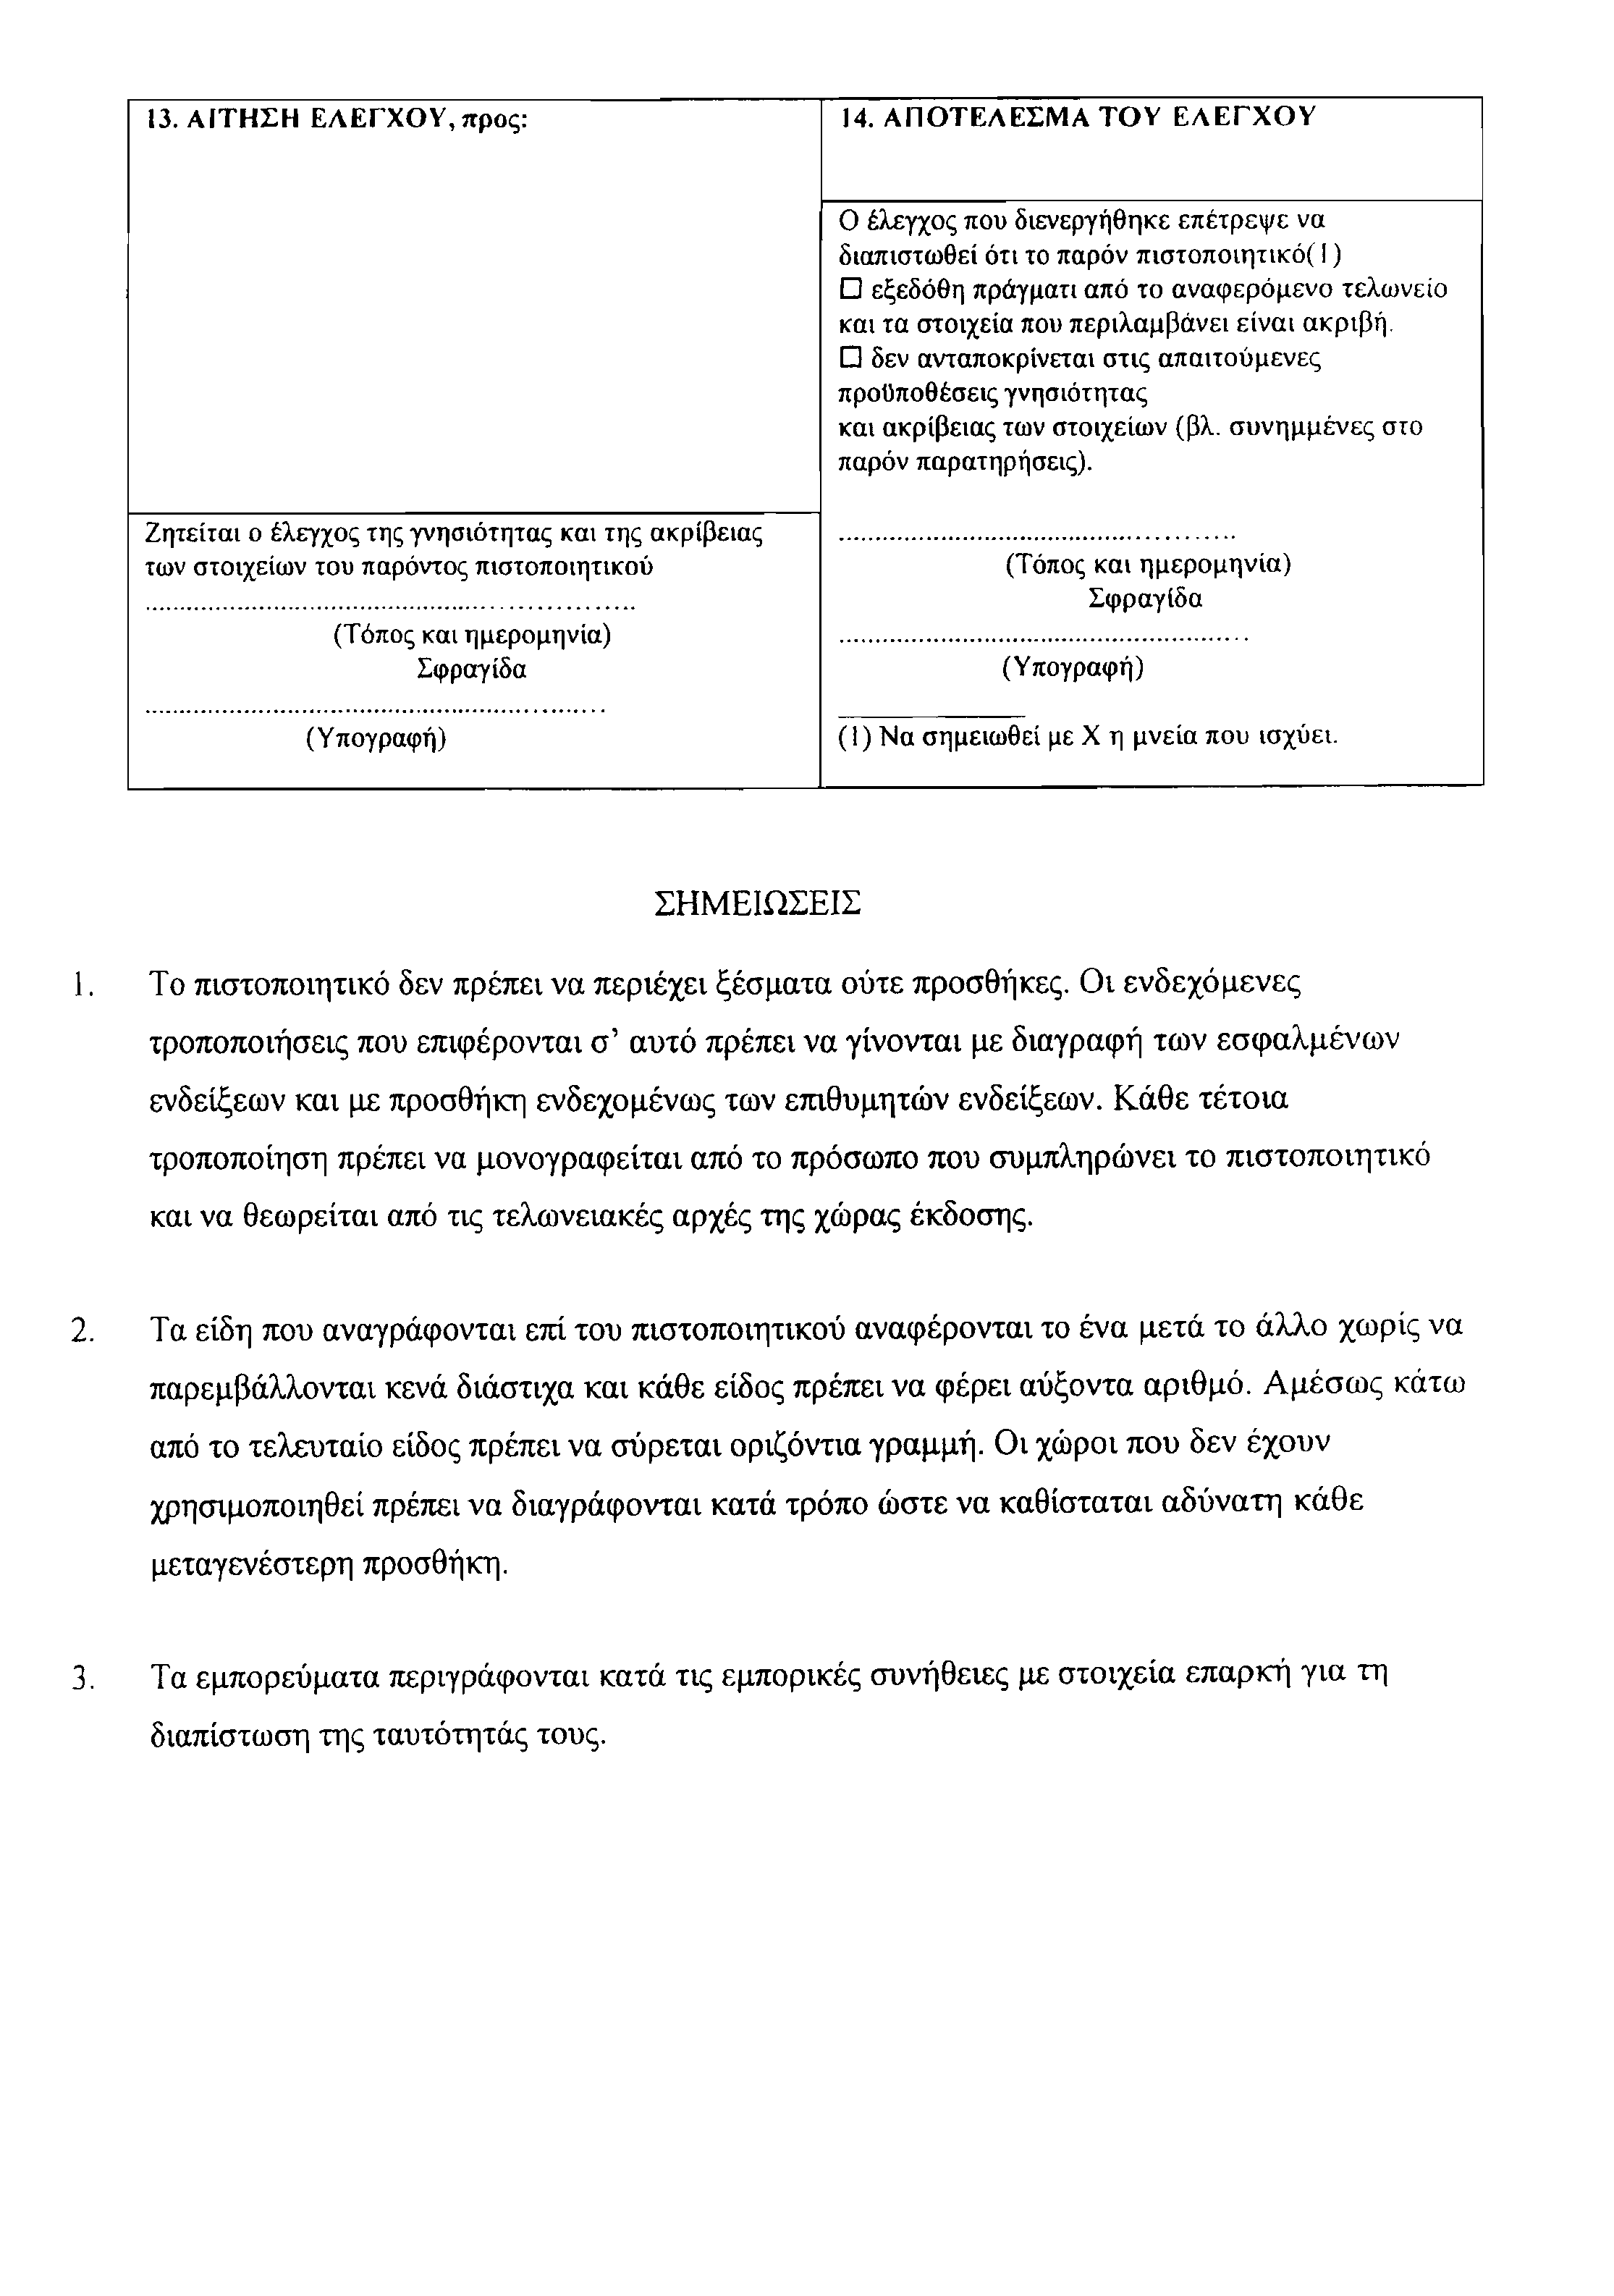 13. ΑΙΤΗΣΗ ΕΛΕΓΧΟΥ, προς:
Ζητείται ο έλεγχος της γνησιότητας και της ακρίβειας
των στοιχείων του παρόντος πιστοποιητικού
................................................................
(Τόπος και ημερομηνία)
Σφραγίδα
................................................................
(Υπογραφή)
14. ΑΠΟΤΕΛΕΣΜΑ ΤΟΥ ΕΛΕΓΧΟΥ
Ο έλεγχος που διενεργήθηκε επέτρεψε να
διαπιστωθεί ότι το παρόν πιστοποιητικό(1)
□ εξεδόθη πράγματι από το αναφερόμενο τελωνείο
και τα στοιχεία που περιλαμβάνει είναι ακριβή.
□ δεν ανταποκρίνεται στις απαιτούμενες
προϋποθέσεις γνησιότητας
και ακρίβειας των στοιχείων (βλ. συνημμένες στο
παρόν παρατηρήσεις).
......................................................
(Τόπος και ημερομηνία)
Σφραγίδα
......................................................
(Υπογραφή)
(1) Να σημειωθεί με Χ η μνεία που ισχύει.
ΣΗΜΕΙΩΣΕΙΣ
1. Το πιστοποιητικό δεν πρέπει να περιέχει ξέσματα ούτε προσθήκες. Οι ενδεχόμενες
τροποποιήσεις που επιφέρονται σ’ αυτό πρέπει να γίνονται με διαγραφή των εσφαλμένων
ενδείξεων και με προσθήκη ενδεχομένως των επιθυμητών ενδείξεων. Κάθε τέτοια
τροποποίηση πρέπει να μονογραφείται από το πρόσωπο που συμπληρώνει το πιστοποιητικό
και να θεωρείται από τις τελωνειακές αρχές της χώρας έκδοσης.
2. Τα είδη που αναγράφονται επί του πιστοποιητικού αναφέρονται το ένα μετά το άλλο χωρίς να
παρεμβάλλονται κενά διάστιχα και κάθε είδος πρέπει να φέρει αύξοντα αριθμό. Αμέσως κάτω
από το τελευταίο είδος πρέπει να σύρεται οριζόντια γραμμή. Οι χώροι που δεν έχουν
χρησιμοποιηθεί πρέπει να διαγράφονται κατά τρόπο ώστε να καθίσταται αδύνατη κάθε
μεταγενέστερη προσθήκη.
3. Τα εμπορεύματα περιγράφονται κατά τις εμπορικές συνήθειες με στοιχεία επαρκή για τη
διαπίστωση της ταυτότητάς τους.